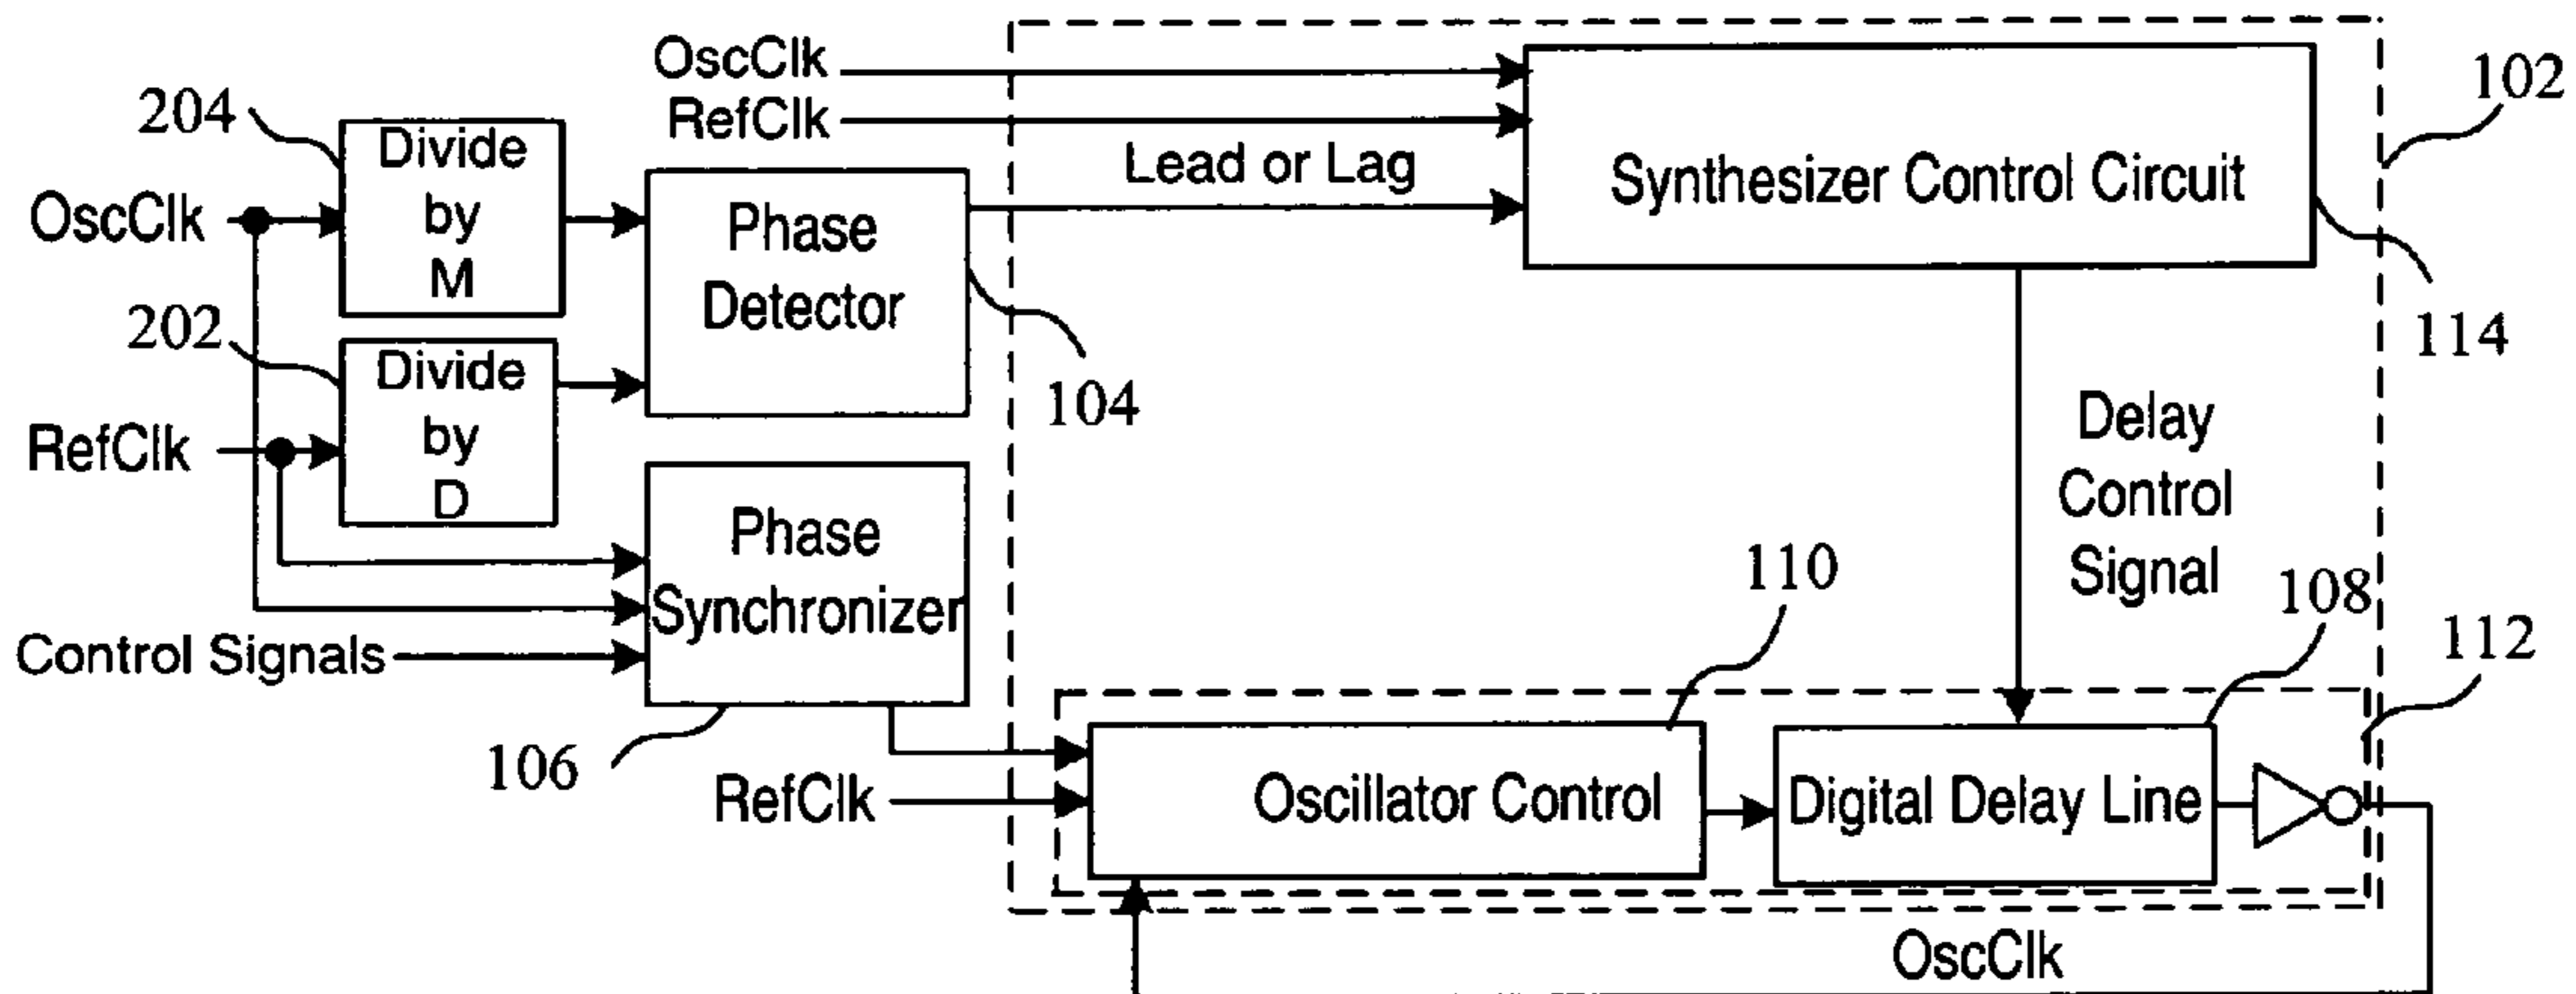 OscClk
RefClk
Lead or Lag
Synthesizer Control Circuit
102
114
204
Divide
by
M
OscClk
202
Divide
by
D
RefClk
Phase
Detector
104
Phase
Synchronizer
Control Signals
106
RefClk
Delay
Control
Signal
110
108
112
Oscillator Control
Digital Delay Line
OscClk